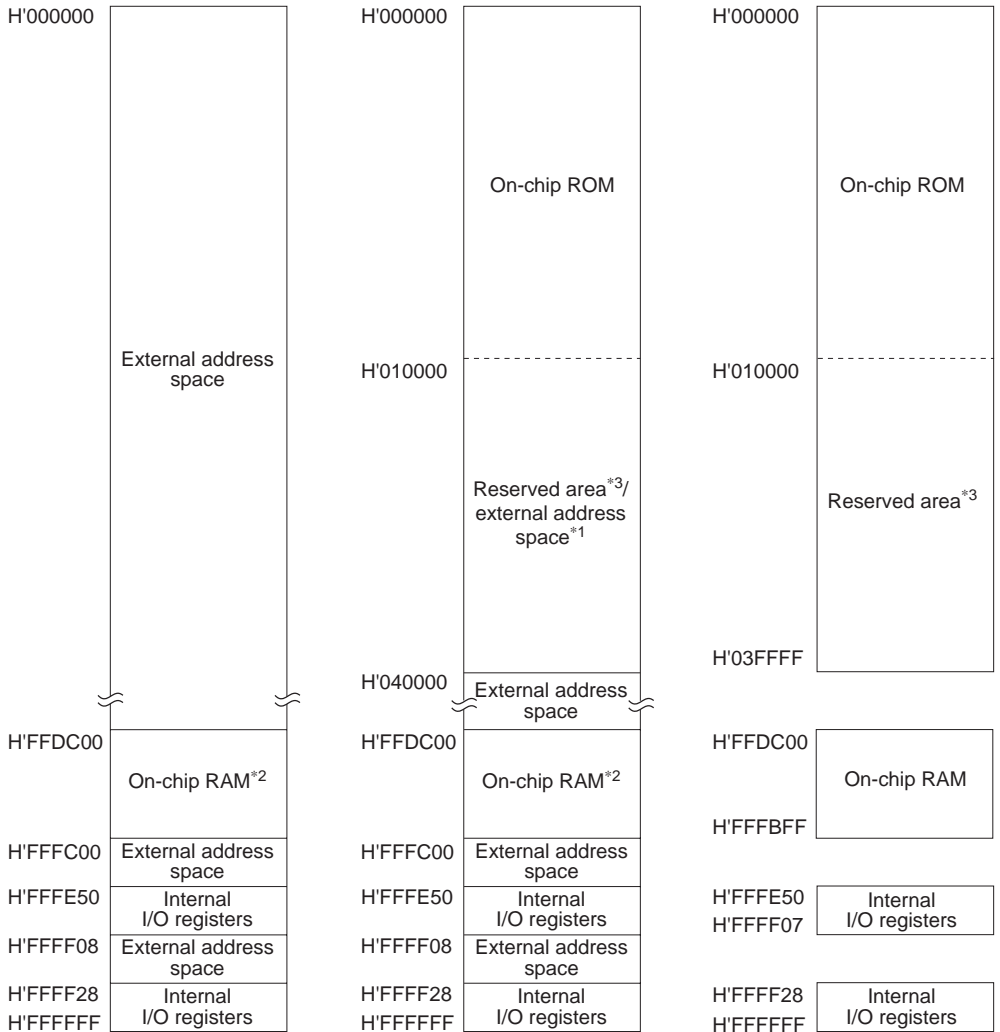 H'000000
External address
space
H'FFDC00
On-chip RAM*2
H'FFFC00
External address
space
H'FFFE50
Internal
I/O registers
H'FFFF08
External address
space
H'FFFF28
Internal
I/O registers
H'FFFFFF
H'000000
On-chip ROM
H'010000
Reserved area*3/
external address
space*1
H'040000
External address
space
H'FFDC00
On-chip RAM*2
H'FFFC00
External address
space
H'FFFE50
Internal
I/O registers
H'FFFF08
External address
space
H'FFFF28
Internal
I/O registers
H'FFFFFF
H'000000
On-chip ROM
H'010000
Reserved area*3
H'03FFFF
H'FFDC00
On-chip RAM
H'FFFBFF
H'FFFE50
Internal
I/O registers
H'FFFF07
H'FFFF28
Internal
I/O registers
H'FFFFFF